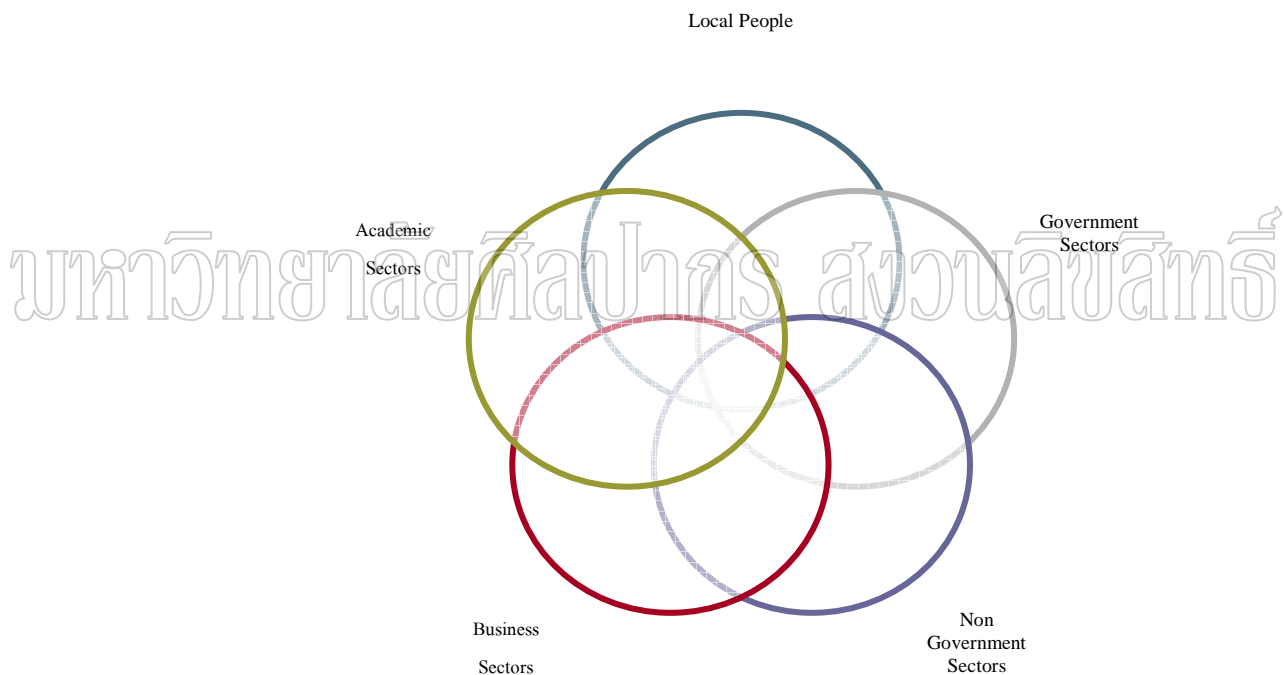 Local People
Academic
Sectors
Government
Sectors
มหาวิทยาลัยศิลปากร สงวนลิขสิทธิ์
Business
Sectors
Non
Government
Sectors